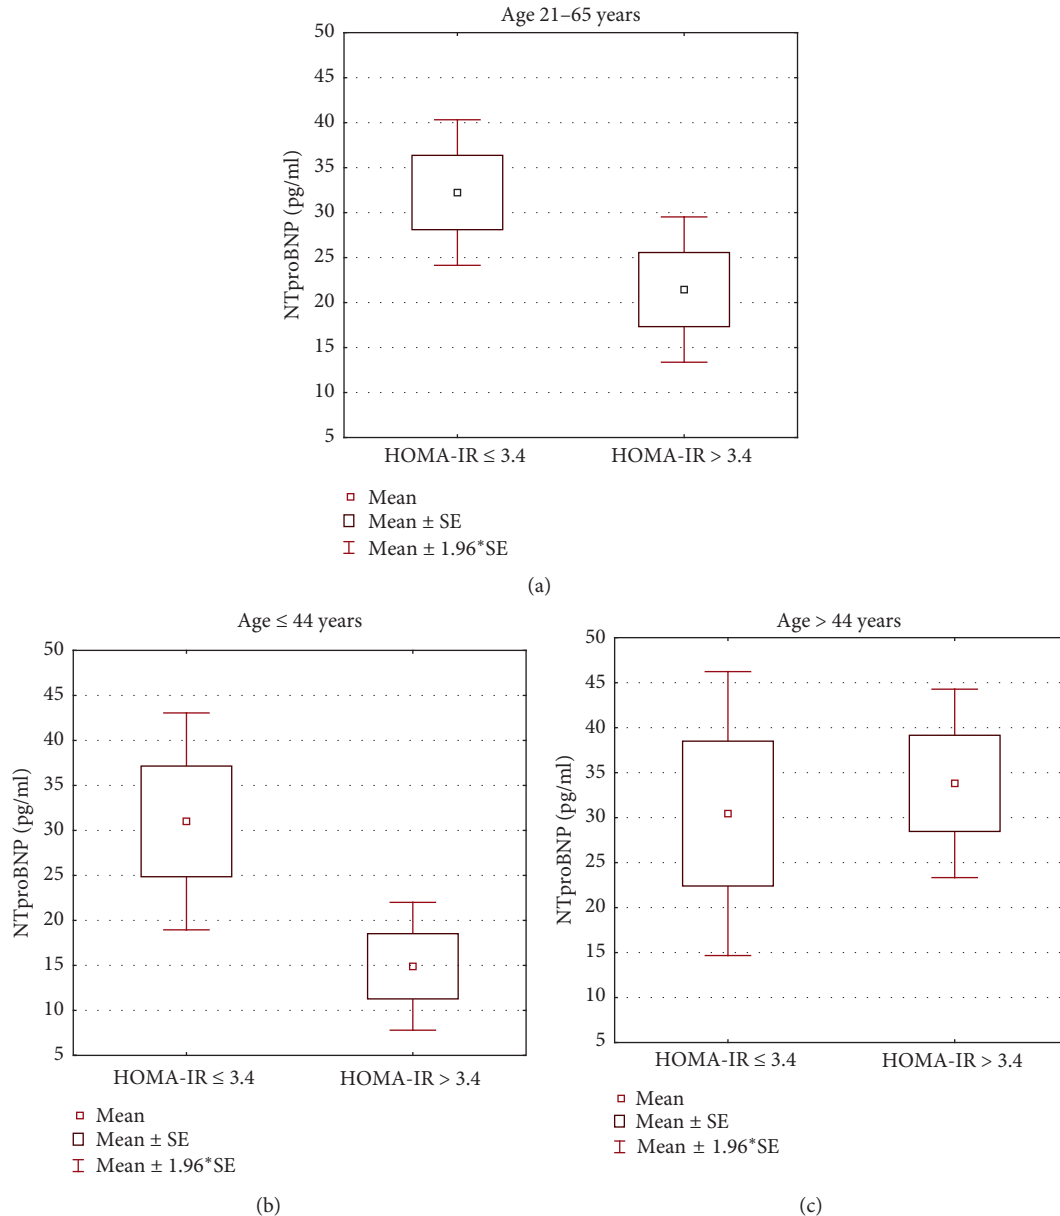 Age 21–65 years
50
45
40
35
30
25
20
15
10
5
NTproBNP (pg/ml)
HOMA-IR ≤ 3.4
HOMA-IR > 3.4
Mean
Mean ± SE
Mean ± 1.96*SE
(a)
Age ≤ 44 years
50
45
40
35
30
25
20
15
10
5
NTproBNP (pg/ml)
HOMA-IR ≤ 3.4
HOMA-IR > 3.4
Mean
Mean ± SE
Mean ± 1.96*SE
(b)
Age > 44 years
50
45
40
35
30
25
20
15
10
5
NTproBNP (pg/ml)
HOMA-IR ≤ 3.4
HOMA-IR > 3.4
Mean
Mean ± SE
Mean ± 1.96*SE
(c)